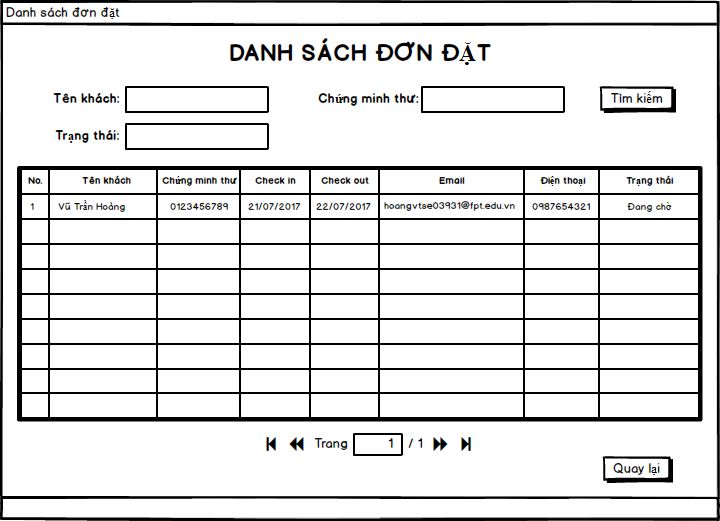 Danh sách đơn đặt
DANH SÁCH ĐƠN ĐẶT
Tên khách: Chứng minh thư: Tìm kiếm
Trạng thái:
No. Tên khách Chứng minh thư Check in Check out Email Điện thoại Trạng thái
1 Vũ Trần Hoảng 0123456789 21/07/2017 22/07/2017 hoangvtse03931@fpt.edu.vn 0987654321 Đang chờ
Trang 1 / 1
Quay lại